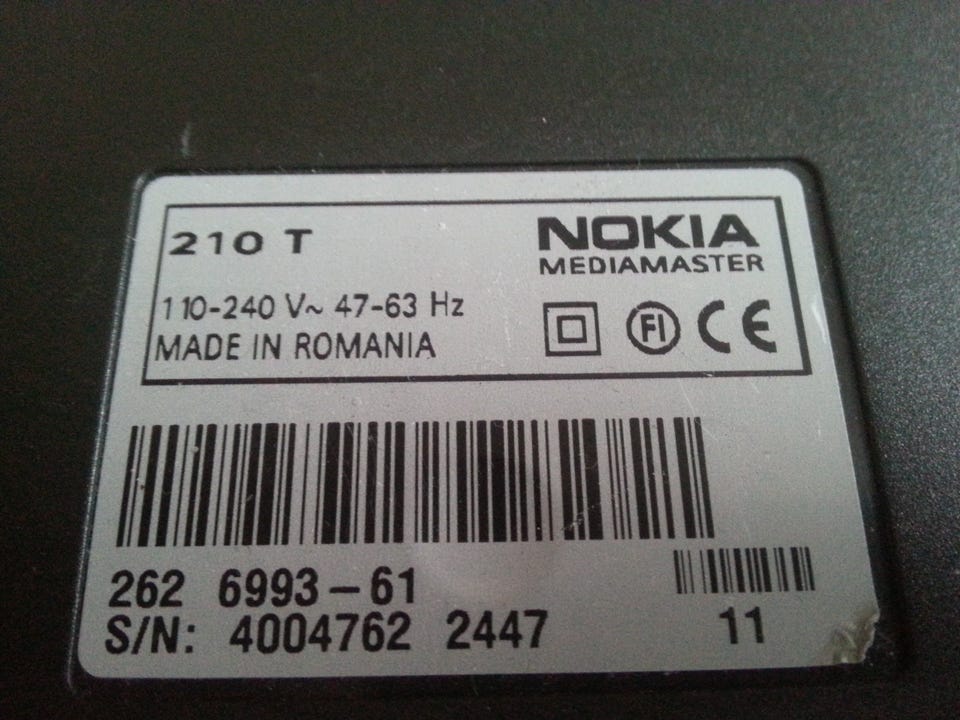 210 T
NOKIA
MEDIAMASTER
110-240 V~ 47-63 Hz
MADE IN ROMANIA
FI CE
262 6993-61
S/N: 4004762 2447
11